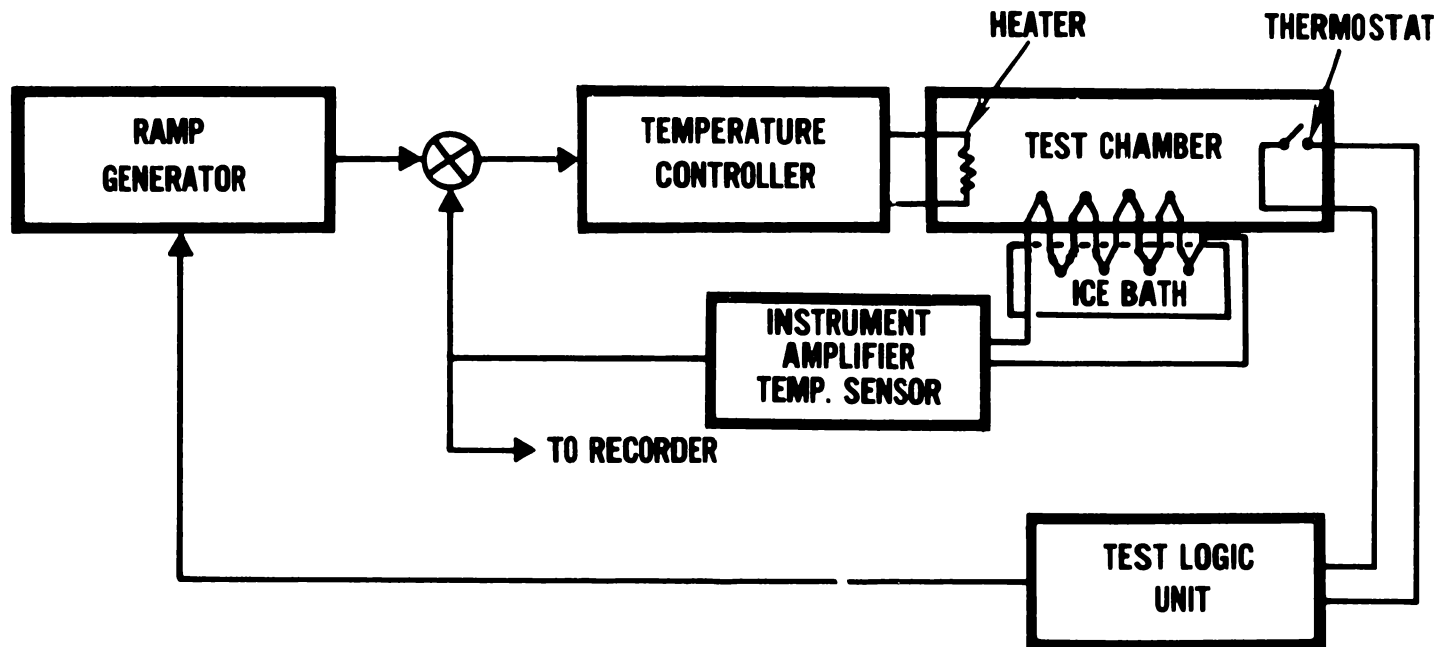 HEATER
THERMOSTAT
RAMP
GENERATOR
TEMPERATURE
CONTROLLER
TEST CHAMBER
ICE BATH
INSTRUMENT
AMPLIFIER
TEMP. SENSOR
TO RECORDER
TEST LOGIC
UNIT